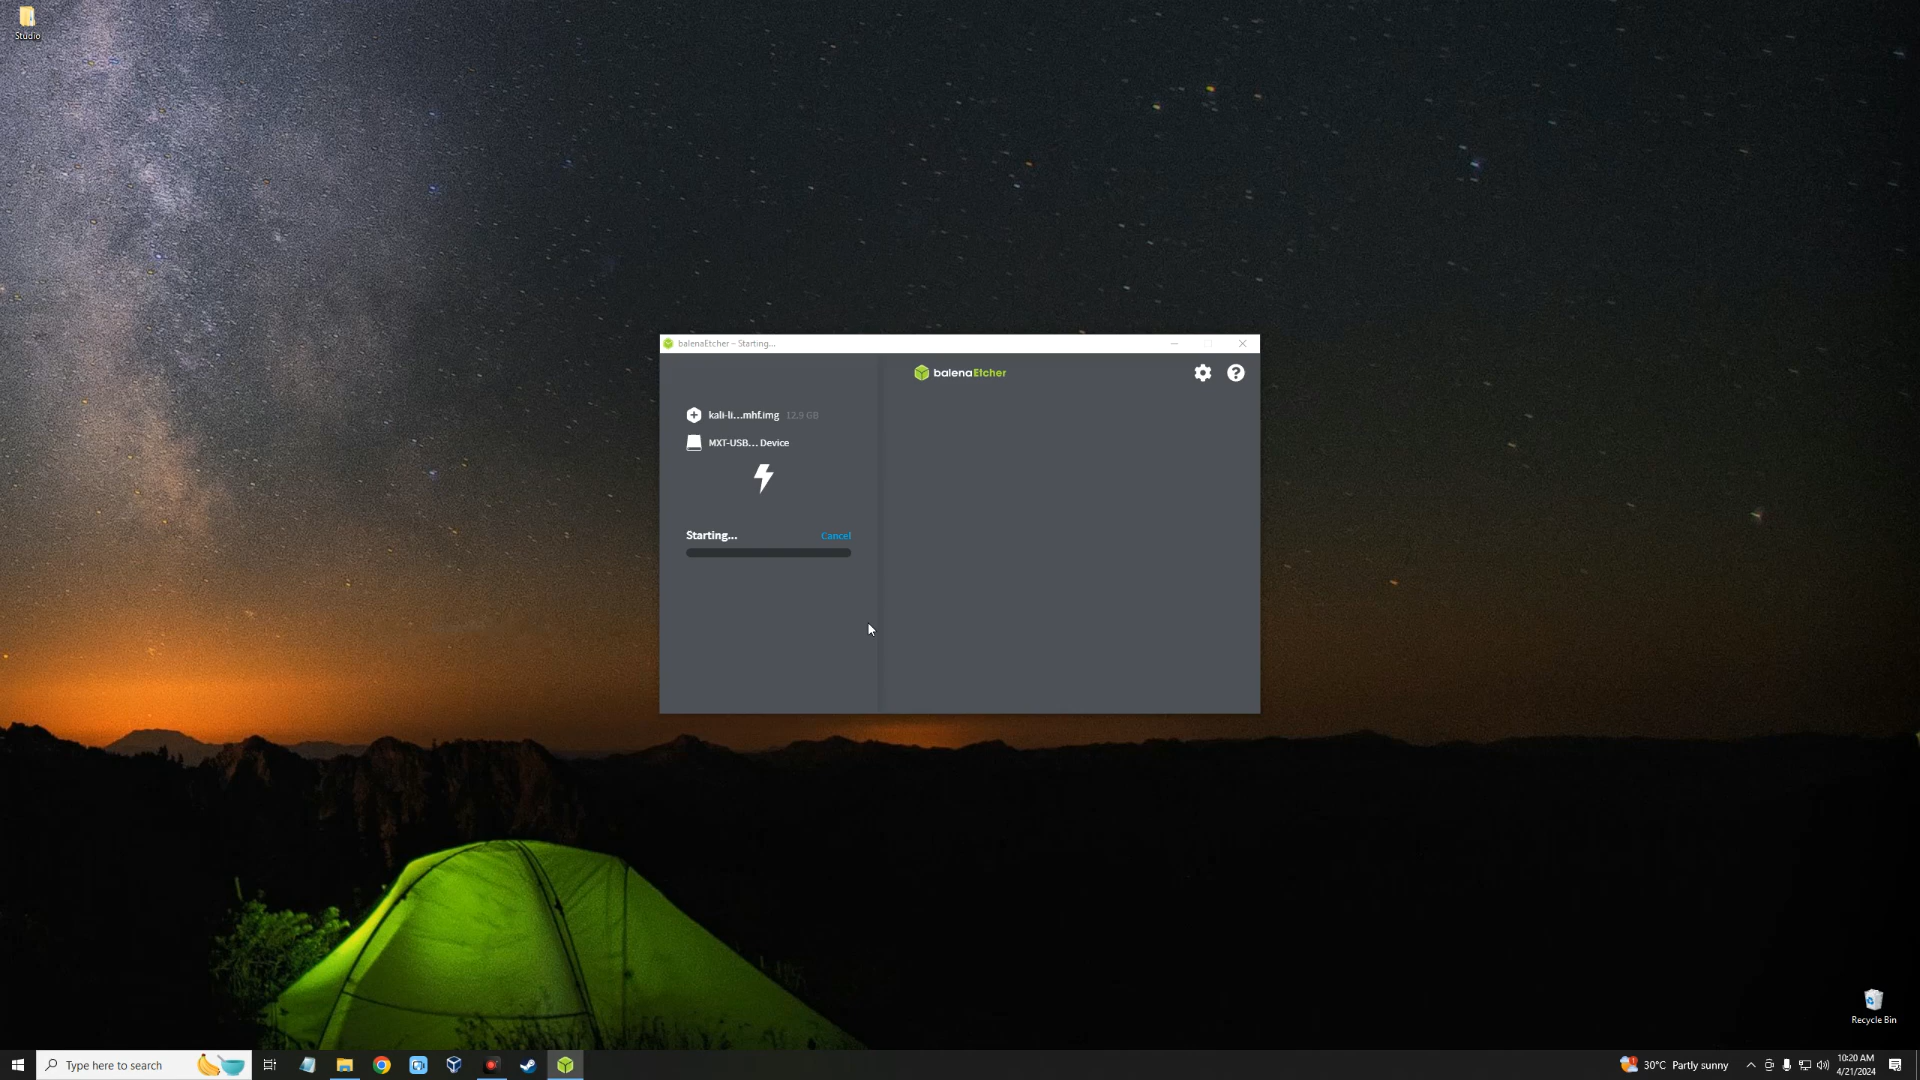 Studio
balenaEtcher – Starting...
balenaEtcher
kali-li...mhf.img 12.9 GB
MXT-USB... Device
Starting... Cancel
Recycle Bin
Type here to search
30°C Partly sunny
10:20 AM
4/21/2024